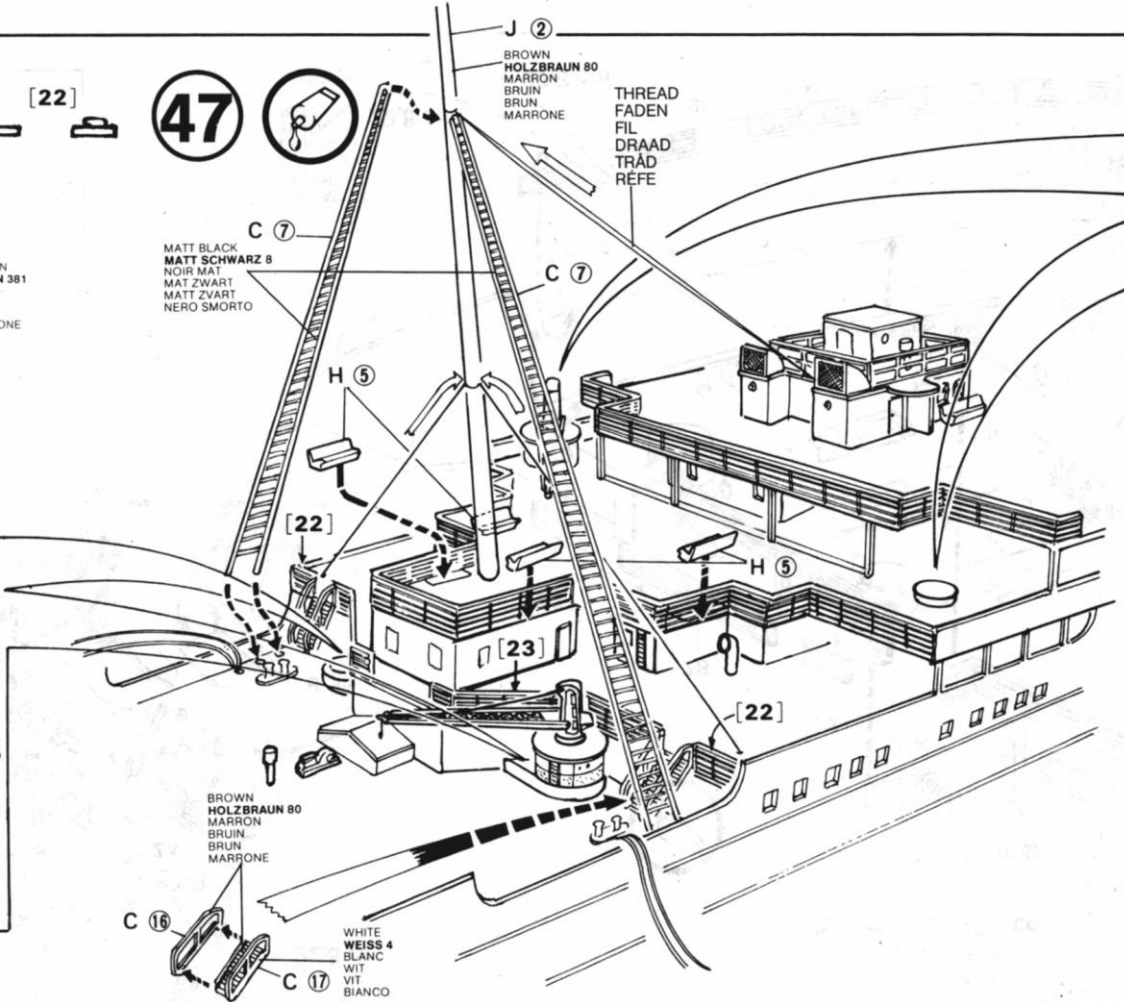 [22]
47
J ②
BROWN
HOLZBRAUN 80
MARRON
BRUIN
BRUN
MARRONE
THREAD
FADEN
FIL
DRAAD
TRÅD
REFE
C ⑦
MATT BLACK
MATT SCHWARZ 8
NOIR MAT
MAT ZWART
MATT ZVART
NERO SMORTO
C ⑦
N
N 381
ONE
H ⑤
[22]
H ⑤
[23]
[22]
BROWN
HOLZBRAUN 80
MARRON
BRUIN
BRUN
MARRONE
C ⑯
C ⑰
WHITE
WEISS 4
BLANC
WIT
VIT
BIANCO